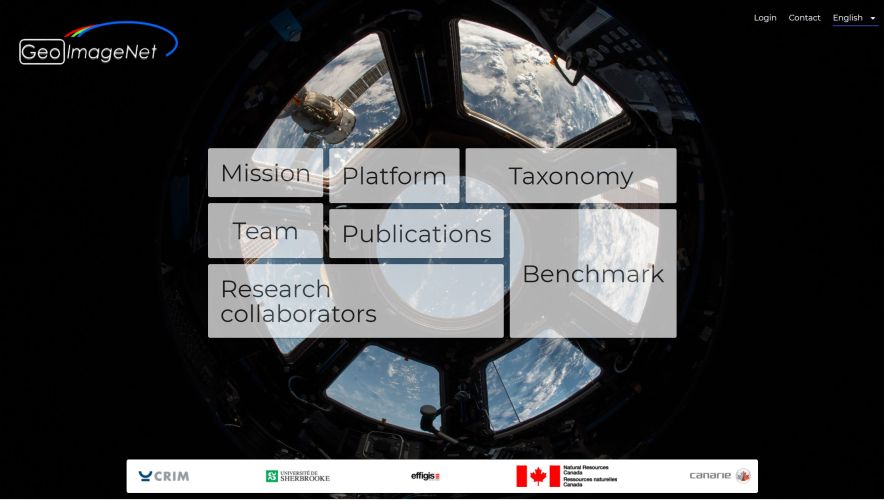 Login Contact English
GeoImageNet
Mission
Platform
Taxonomy
Team
Publications
Benchmark
Research
collaborators
CRIM
UNIVERSITÉ DE
SHERBROOKE
effigis
Natural Resources
Canada
Ressources naturelles
Canada
canarie